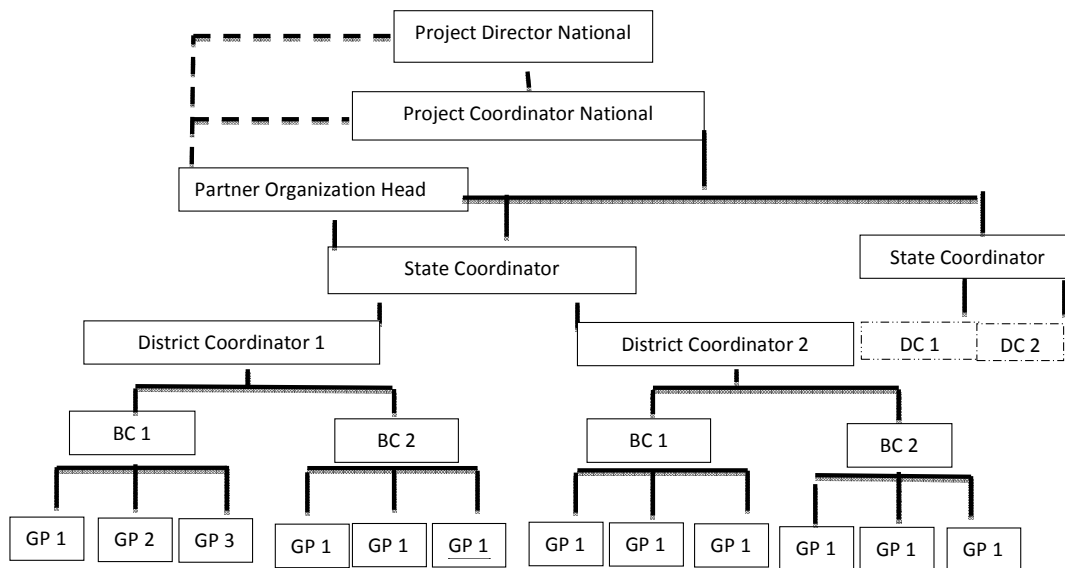 Project Director National
Project Coordinator National
Partner Organization Head
State Coordinator
State Coordinator
District Coordinator 1
District Coordinator 2
DC 1
DC 2
BC 1
BC 2
BC 1
BC 2
GP 1
GP 2
GP 3
GP 1
GP 1
GP 1
GP 1
GP 1
GP 1
GP 1
GP 1
GP 1